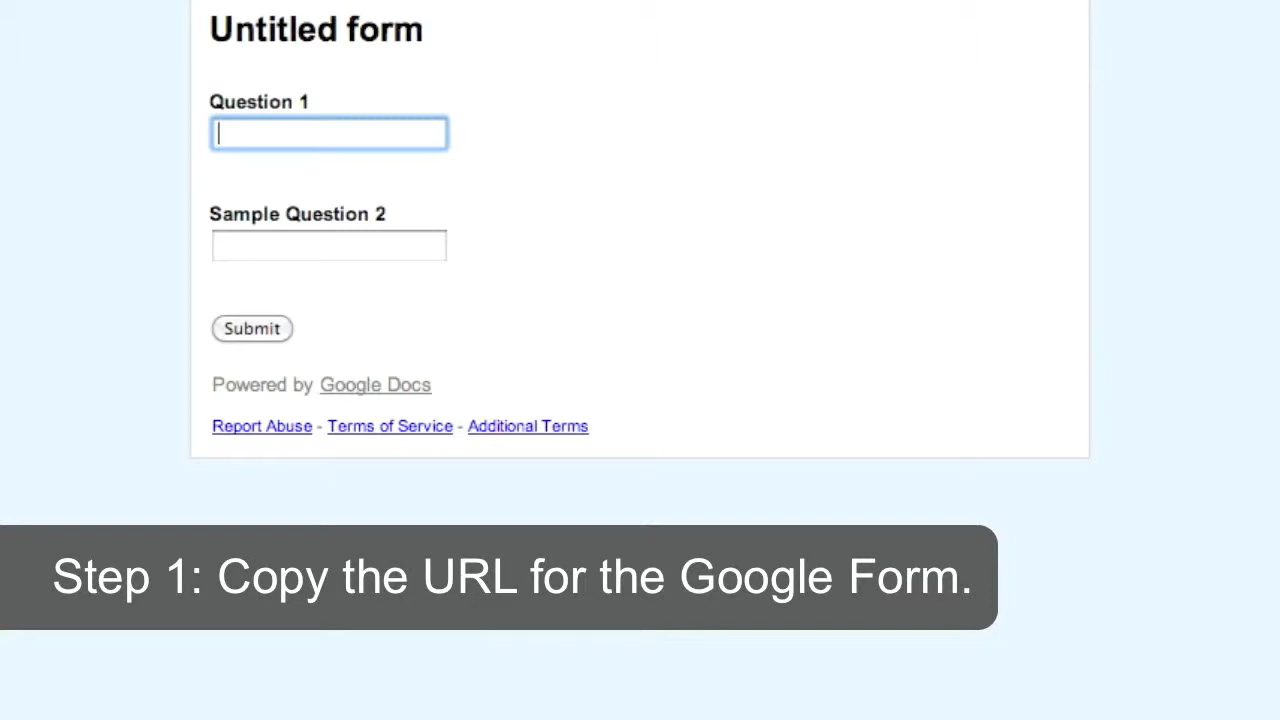 Untitled form
Question 1
Sample Question 2
Submit
Powered by Google Docs
Report Abuse - Terms of Service - Additional Terms
Step 1: Copy the URL for the Google Form.